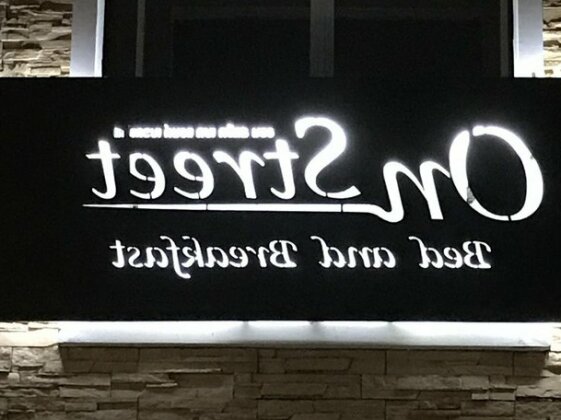 On Street
Bed and Breakfast